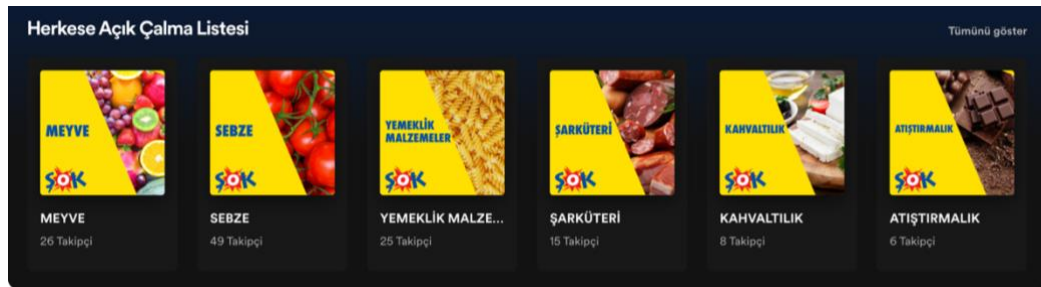 Herkese Açık Çalma Listesi
Tümünü göster
MEYVE
ŞOK
SEBZE
ŞOK
YEMEKLİK
MALZEMELER
ŞOK
ŞARKÜTERİ
ŞOK
KAHVALTILIK
ŞOK
ATIŞTIRMALIK
ŞOK
MEYVE
26 Takipçi
SEBZE
49 Takipçi
YEMEKLİK MALZE...
25 Takipçi
ŞARKÜTERİ
15 Takipçi
KAHVALTILIK
8 Takipçi
ATIŞTIRMALIK
6 Takipçi